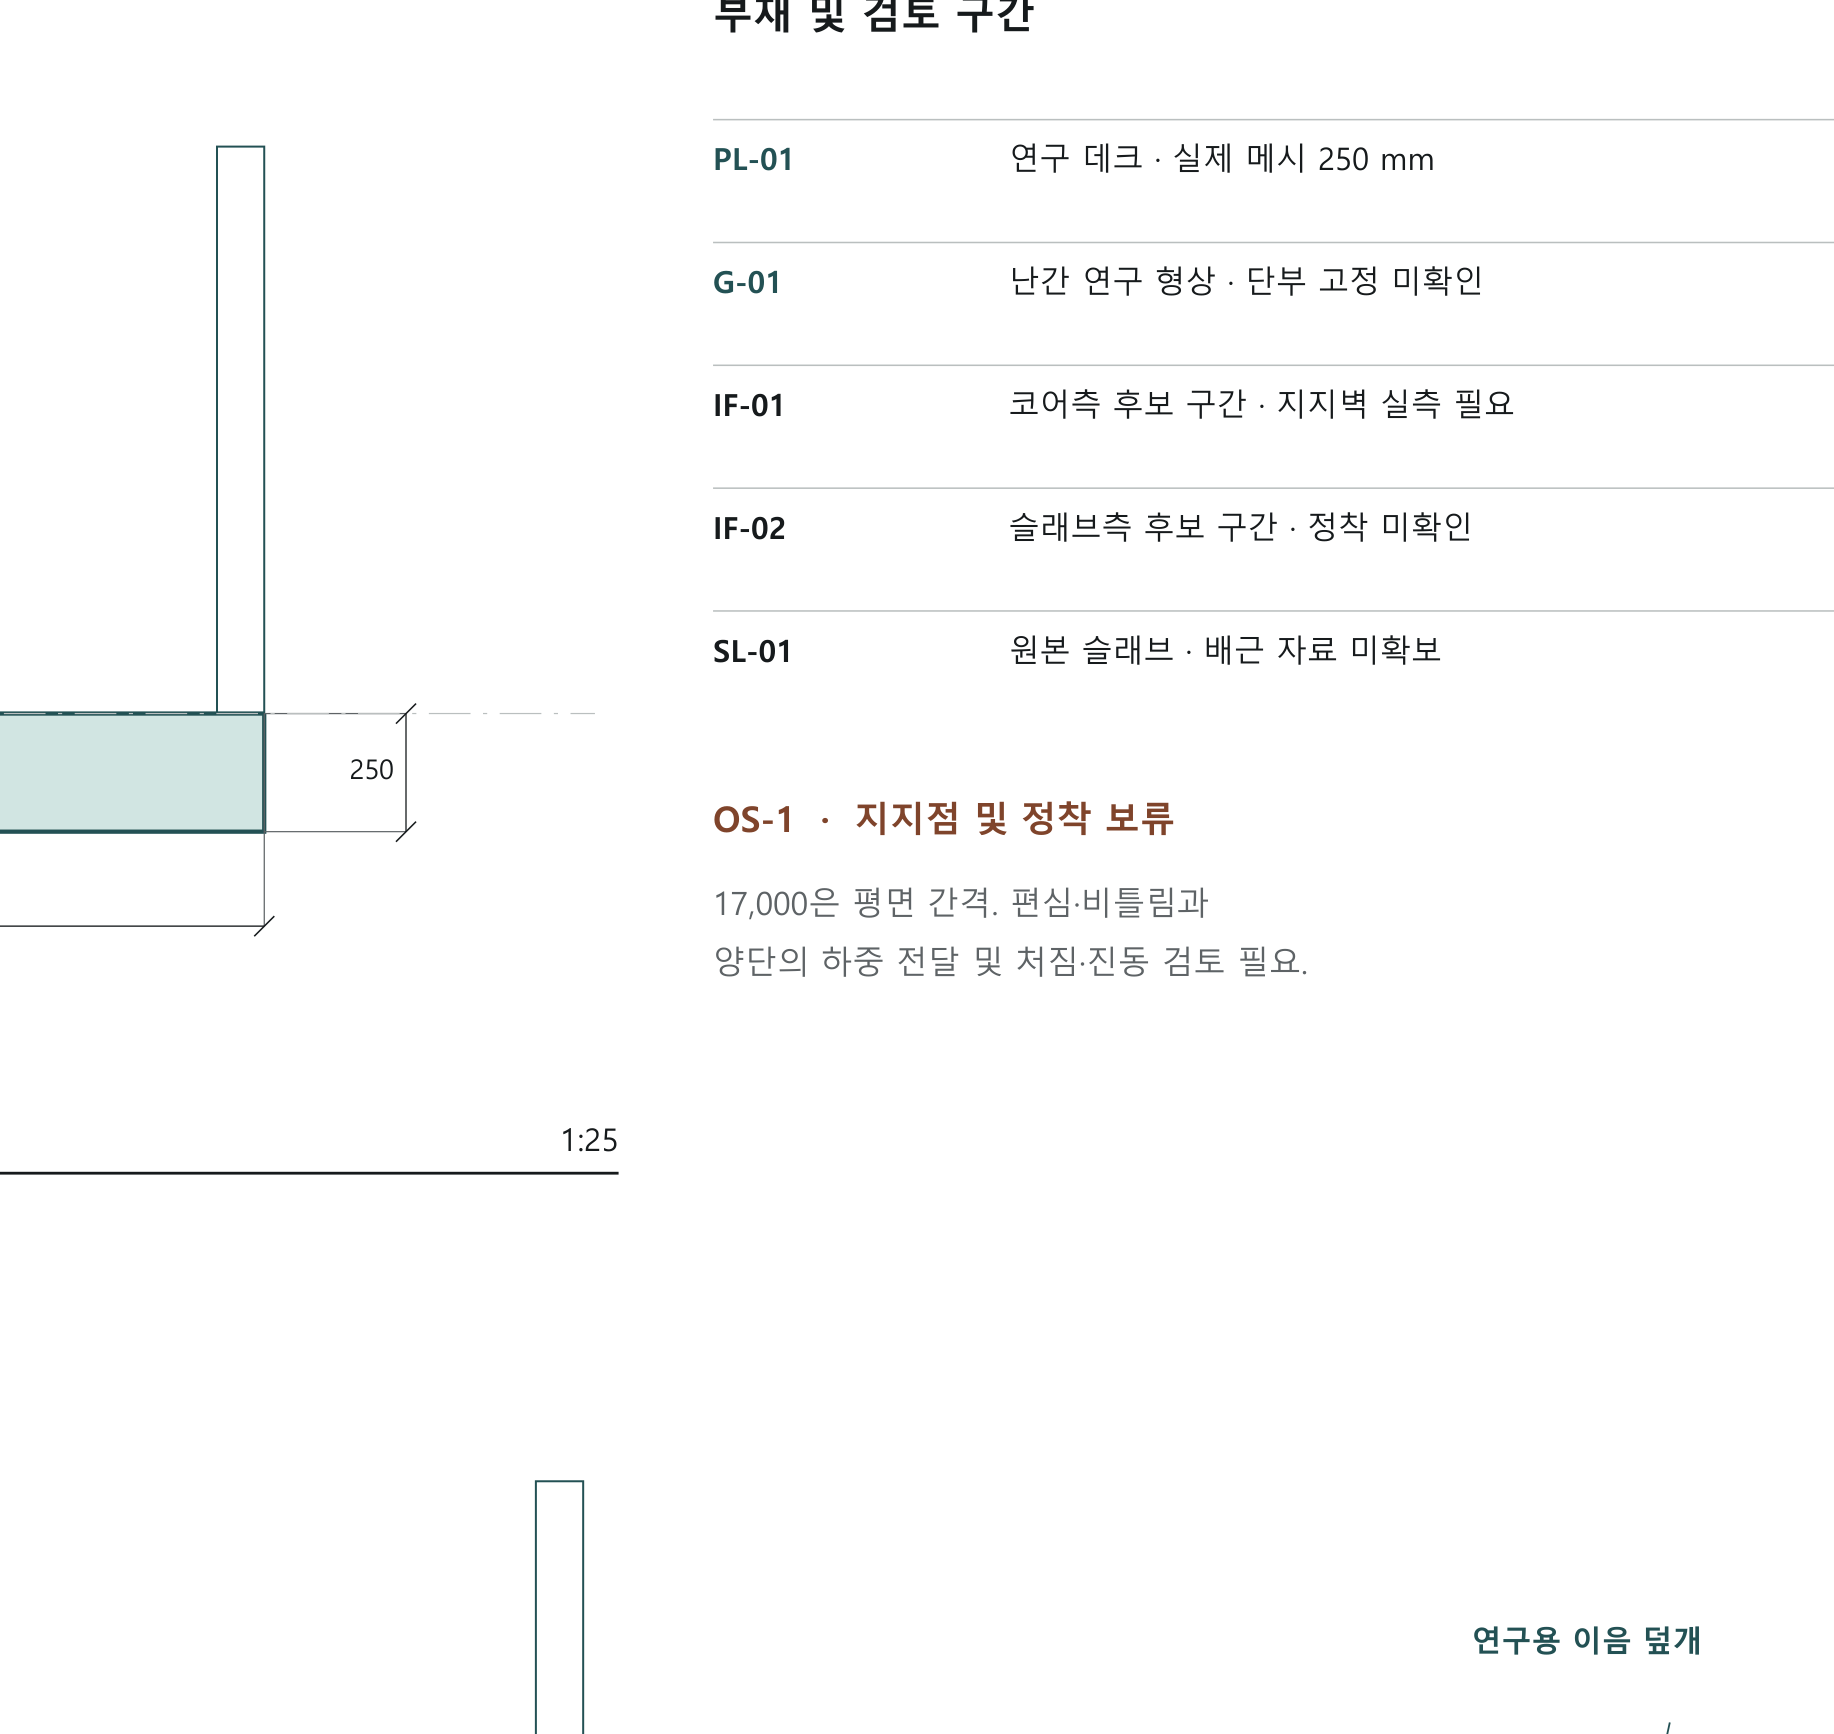 부재 및 검토 구간
PL-01 연구 데크 · 실제 메시 250 mm
G-01 난간 연구 형상 · 단부 고정 미확인
IF-01 코어측 후보 구간 · 지지벽 실측 필요
IF-02 슬래브측 후보 구간 · 정착 미확인
SL-01 원본 슬래브 · 배근 자료 미확보
250
OS-1 · 지지점 및 정착 보류
17,000은 평면 간격. 편심·비틀림과
양단의 하중 전달 및 처짐·진동 검토 필요.
1:25
연구용 이음 덮개